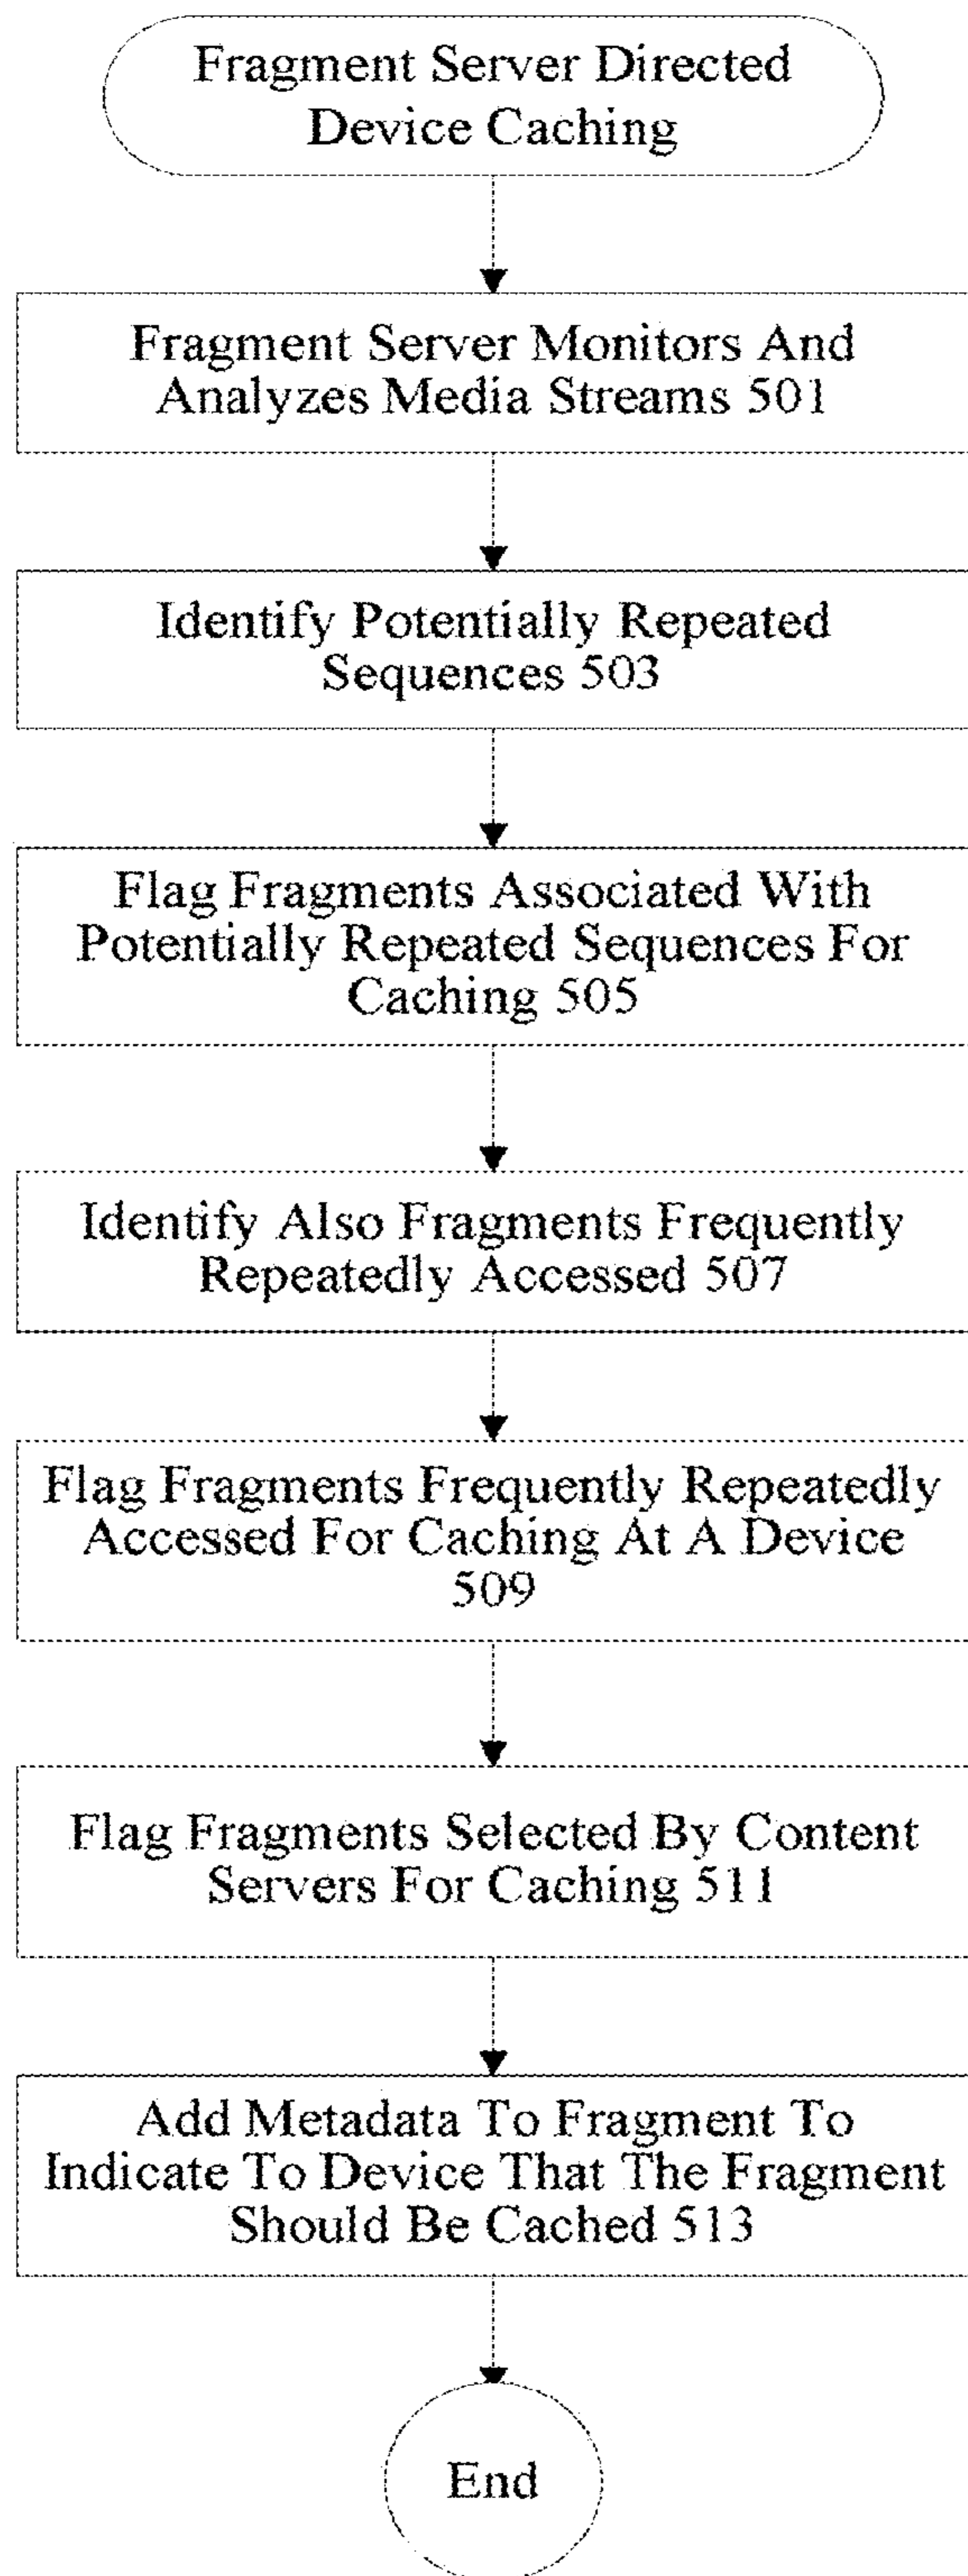 Fragment Server Directed
Device Caching
Fragment Server Monitors And
Analyzes Media Streams 501
Identify Potentially Repeated
Sequences 503
Flag Fragments Associated With
Potentially Repeated Sequences For
Caching 505
Identify Also Fragments Frequently
Repeatedly Accessed 507
Flag Fragments Frequently Repeatedly
Accessed For Caching At A Device
509
Flag Fragments Selected By Content
Servers For Caching 511
Add Metadata To Fragment To
Indicate To Device That The Fragment
Should Be Cached 513
End